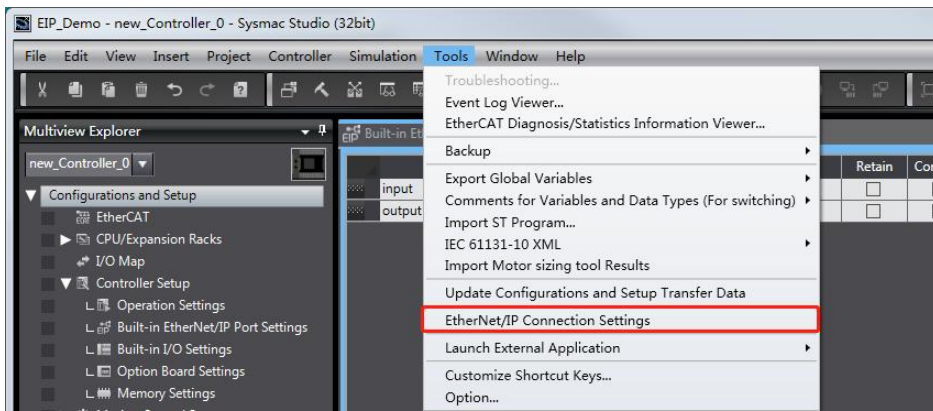 EIP_Demo - new_Controller_0 - Sysmac Studio (32bit)
File Edit View Insert Project Controller Simulation Tools Window Help
Troubleshooting...
Event Log Viewer...
EtherCAT Diagnosis/Statistics Information Viewer...
Backup
Export Global Variables
Comments for Variables and Data Types (For switching)
Import ST Program...
IEC 61131-10 XML
Import Motor sizing tool Results
Update Configurations and Setup Transfer Data
EtherNet/IP Connection Settings
Launch External Application
Customize Shortcut Keys...
Option...
Multiview Explorer
new_Controller_0
Configurations and Setup
EtherCAT
CPU/Expansion Racks
I/O Map
Controller Setup
Operation Settings
Built-in EtherNet/IP Port Settings
Built-in I/O Settings
Option Board Settings
Memory Settings
EIP Built-in
Retain
input
output